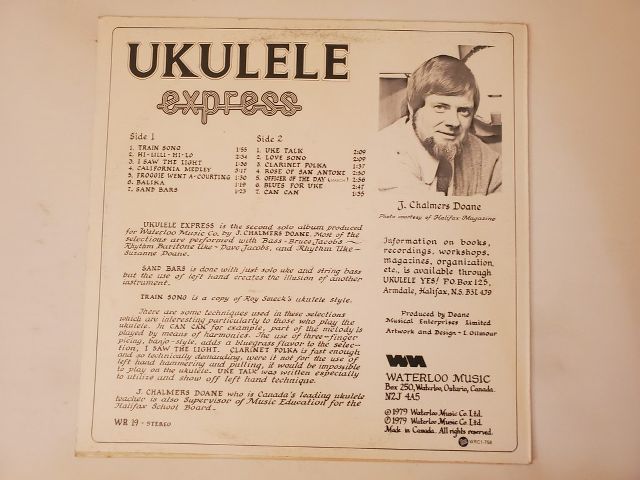 UKULELE
express
Side 1
1. TRAIN SONG 1:55
2. HI-LILLI-HI-LO 2:34
3. I SAW THE LIGHT 1:38
4. CALIFORNIA MEDLEY 3:17
5. FROGGIE WENT A-COURTING 1:30
6. BALIKA 1:19
7. SAND BARS 1:23
Side 2
1. UKE TALK 2:09
2. LOVE SONG 2:09
3. CLARINET POLKA 1:37
4. ROSE OF SAN ANTONE 2:50
5. OFFICER OF THE DAY 2:56
6. BLUES FOR UKE 2:47
7. CAN CAN 1:35
J. Chalmers Doane
Photo courtesy of Halifax Magazine
UKULELE EXPRESS is the second solo album produced
for Waterloo Music Co. by J. CHALMERS DOANE. Most of the
selections are performed with Bass-Bruce Jacobs -
Rhythm Baritone Uke-Dave Jacobs, and Rhythm Uke-
Suzanne Doane.
SAND BARS is done with just solo uke and string bass
but the use of left hand creates the illusion of another
instrument.
TRAIN SONG is a copy of Roy Smeck's ukulele style.
There are some techniques used in these selections
which are interesting particularly to those who play the
ukulele. In CAN CAN for example, part of the melody is
played by means of harmonics. The use of three-finger
picing, banjo-style, adds a bluegrass flavor to the selec-
tion, I SAW THE LIGHT. CLARINET POLKA is fast enough
and so technically demanding, were it not for the use of
left hand hammering and pulling, it would be impossible
to play on the ukulele. UKE TALK was written especially
to utilize and show off left hand technique.
J. CHALMERS DOANE who is Canada's leading ukulele
teacher is also Supervisor of Music Education for the
Halifax School Board.
WR 19 - STEREO
Information on books,
recordings, workshops,
magazines, organization,
etc., is available through
UKULELE YES! P.O. Box 125,
Armdale, Halifax, N.S. B3L 4J9
Produced by Doane
Musical Enterprises Limited
Artwork and Design - L Gilmour
WM
WATERLOO MUSIC
Box 250, Waterloo, Ontario, Canada.
N2J 4A5
℗ 1979 Waterloo Music Co. Ltd.
© 1979 Waterloo Music Co. Ltd.
Made in Canada. All rights reserved.
WRC1-758